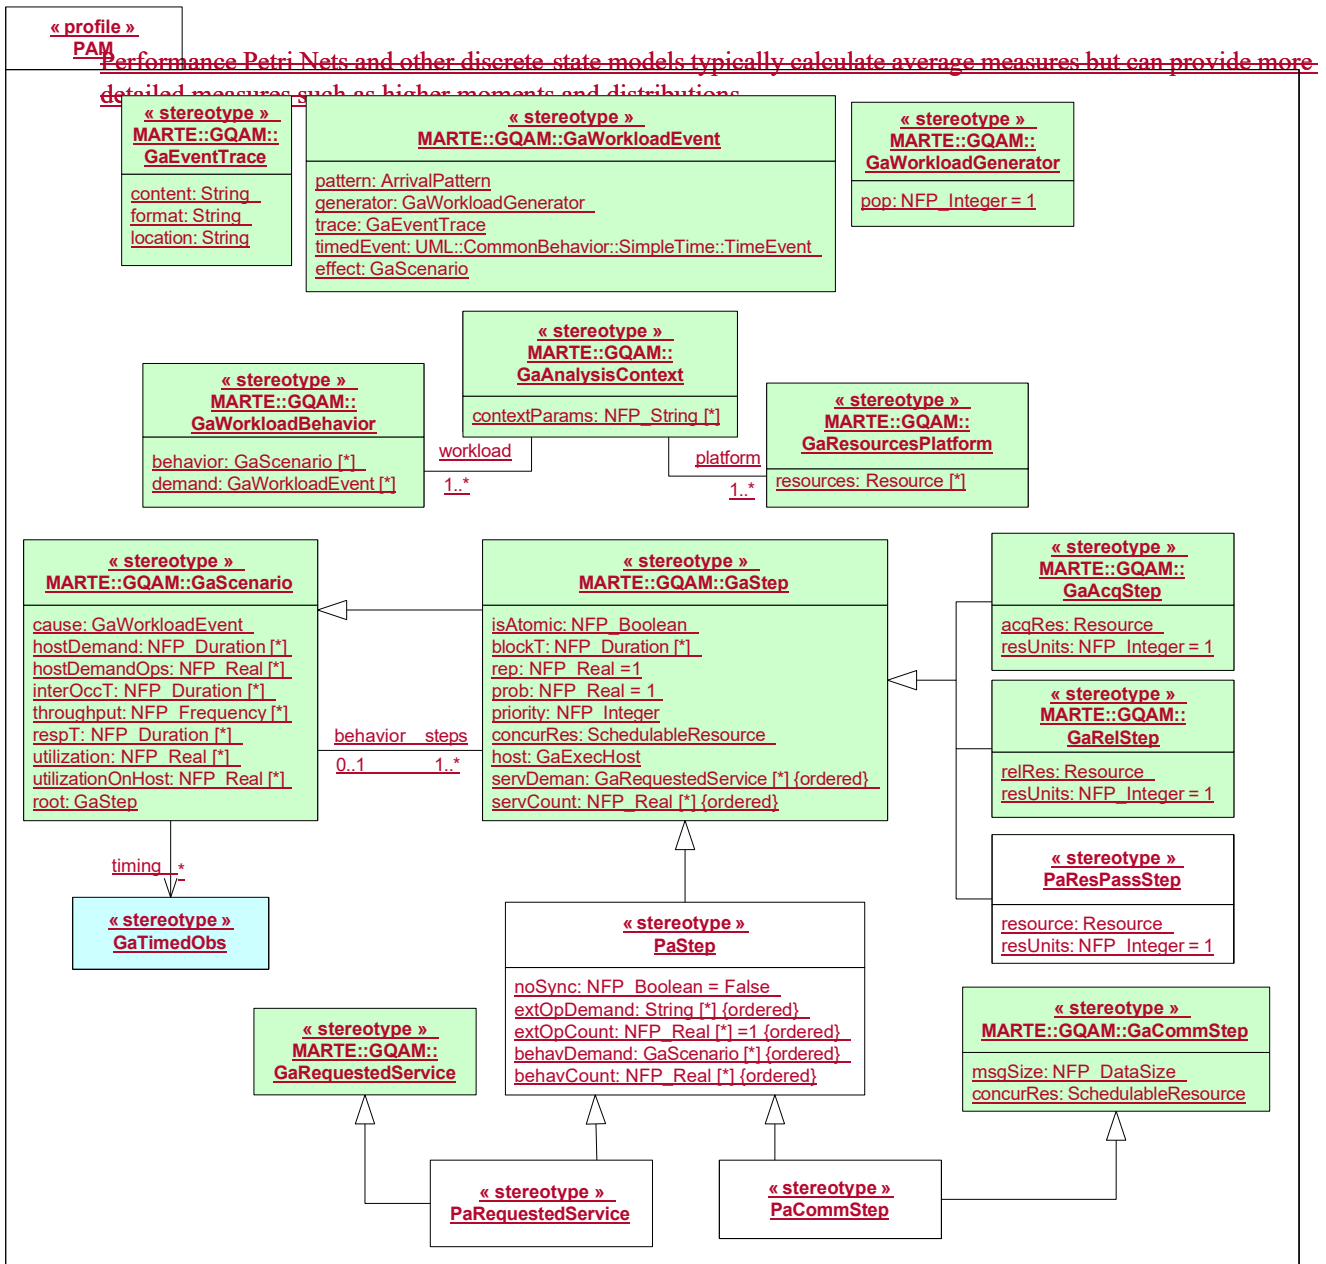 « profile »
PAM
Performance Petri Nets and other discrete-state models typically calculate average measures but can provide more
detailed measures such as higher moments and distributions
« stereotype »
MARTE::GQAM::
GaEventTrace
content: String
format: String
location: String
« stereotype »
MARTE::GQAM::GaWorkloadEvent
pattern: ArrivalPattern
generator: GaWorkloadGenerator
trace: GaEventTrace
timedEvent: UML::CommonBehavior::SimpleTime::TimeEvent
effect: GaScenario
« stereotype »
MARTE::GQAM::
GaWorkloadGenerator
pop: NFP_Integer = 1
« stereotype »
MARTE::GQAM::
GaAnalysisContext
contextParams: NFP_String [*]
« stereotype »
MARTE::GQAM::
GaWorkloadBehavior
behavior: GaScenario [*]
demand: GaWorkloadEvent [*]
workload
1..*
platform
1..*
« stereotype »
MARTE::GQAM::
GaResourcesPlatform
resources: Resource [*]
« stereotype »
MARTE::GQAM::GaScenario
cause: GaWorkloadEvent
hostDemand: NFP_Duration [*]
hostDemandOps: NFP_Real [*]
interOccT: NFP_Duration [*]
throughput: NFP_Frequency [*]
respT: NFP_Duration [*]
utilization: NFP_Real [*]
utilizationOnHost: NFP_Real [*]
root: GaStep
behavior steps
0..1 1..*
« stereotype »
MARTE::GQAM::GaStep
isAtomic: NFP_Boolean
blockT: NFP_Duration [*]
rep: NFP_Real =1
prob: NFP_Real = 1
priority: NFP_Integer
concurRes: SchedulableResource
host: GaExecHost
servDeman: GaRequestedService [*] {ordered}
servCount: NFP_Real [*] {ordered}
« stereotype »
MARTE::GQAM::
GaAcqStep
acqRes: Resource
resUnits: NFP_Integer = 1
« stereotype »
MARTE::GQAM::
GaRelStep
relRes: Resource
resUnits: NFP_Integer = 1
« stereotype »
PaResPassStep
resource: Resource
resUnits: NFP_Integer = 1
timing *
« stereotype »
GaTimedObs
« stereotype »
PaStep
noSync: NFP_Boolean = False
extOpDemand: String [*] {ordered}
extOpCount: NFP_Real [*] =1 {ordered}
behavDemand: GaScenario [*] {ordered}
behavCount: NFP_Real [*] {ordered}
« stereotype »
MARTE::GQAM::
GaRequestedService
« stereotype »
MARTE::GQAM::GaCommStep
msgSize: NFP_DataSize
concurRes: SchedulableResource
« stereotype »
PaRequestedService
« stereotype »
PaCommStep